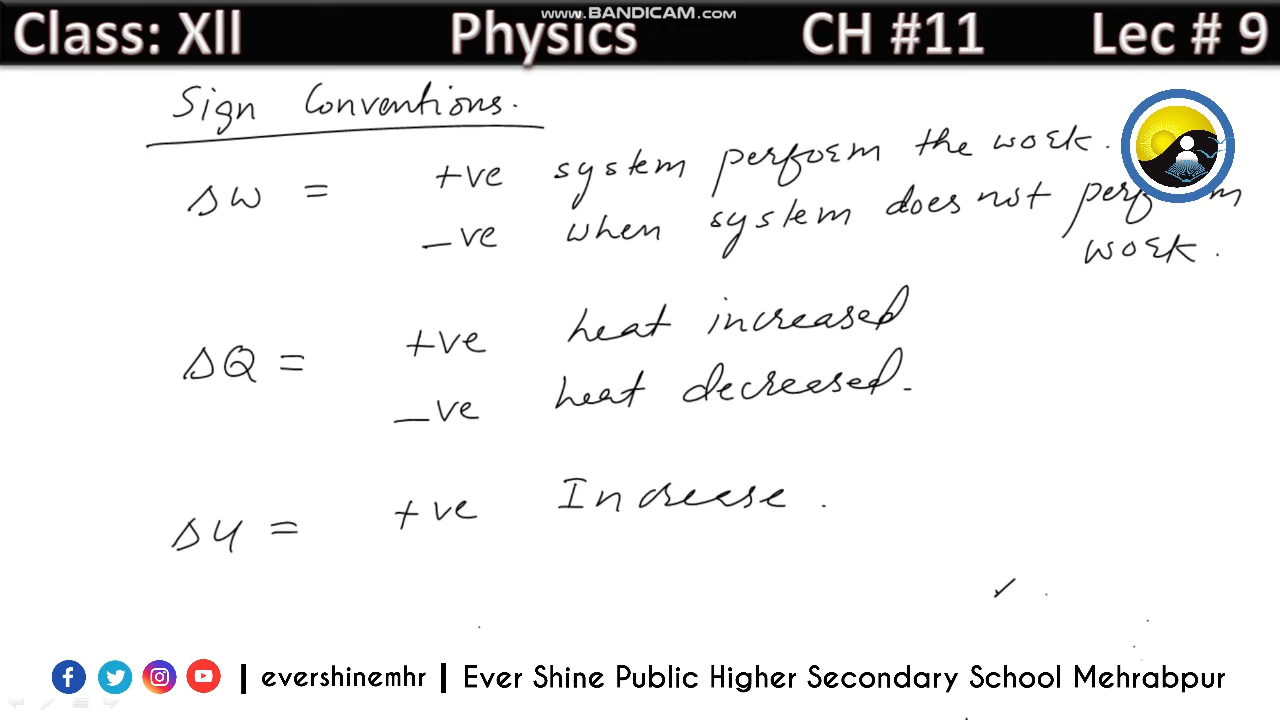 www.BANDICAM.com
Class: XII Physics CH #11 Lec # 9
Sign Conventions.
ΔW = +ve system perform the work.
-ve when system does not perform
work.
ΔQ = +ve heat increased
-ve heat decreased.
ΔU = +ve Increase.
| evershinemhr | Ever Shine Public Higher Secondary School Mehrabpur